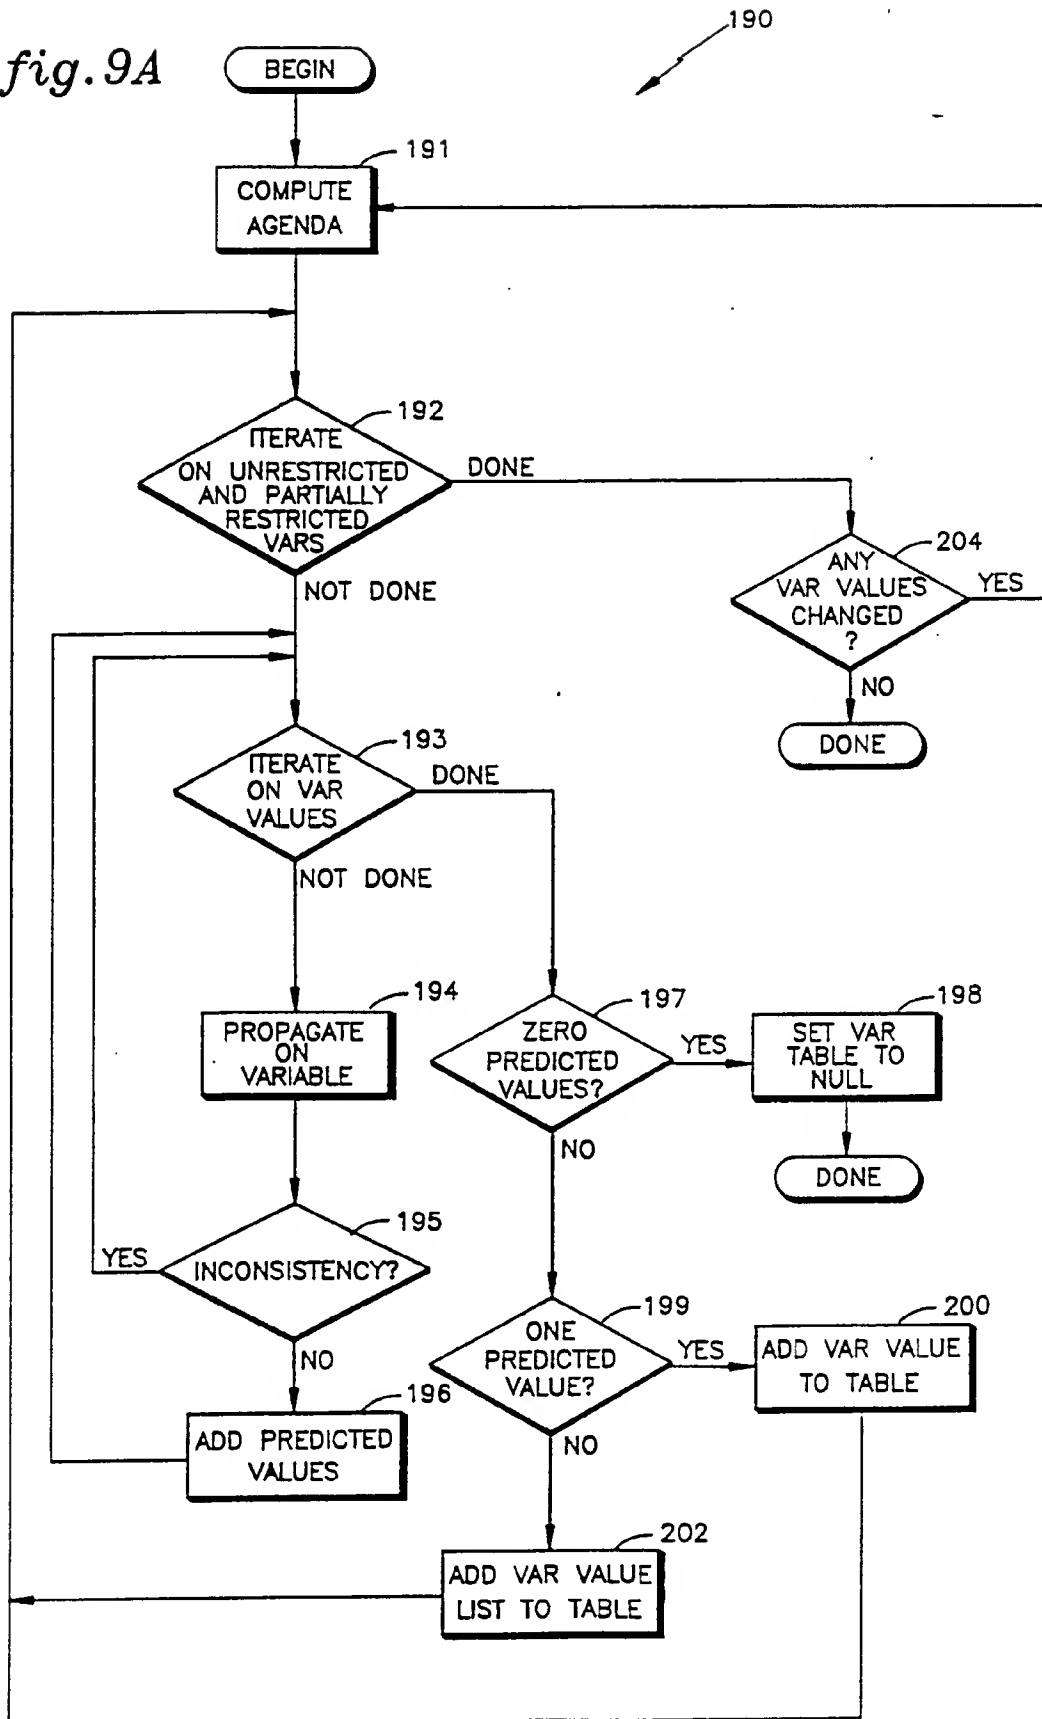 fig. 9A
BEGIN
190
191
COMPUTE
AGENDA
192
ITERATE
ON UNRESTRICTED
AND PARTIALLY
RESTRICTED
VARS
DONE
NOT DONE
204
ANY
VAR VALUES
CHANGED
?
YES
NO
DONE
193
ITERATE
ON VAR
VALUES
DONE
NOT DONE
194
PROPAGATE
ON
VARIABLE
197
ZERO
PREDICTED
VALUES?
YES
NO
198
SET VAR
TABLE TO
NULL
DONE
195
INCONSISTENCY?
YES
NO
196
ADD PREDICTED
VALUES
199
ONE
PREDICTED
VALUE?
YES
NO
200
ADD VAR VALUE
TO TABLE
202
ADD VAR VALUE
LIST TO TABLE